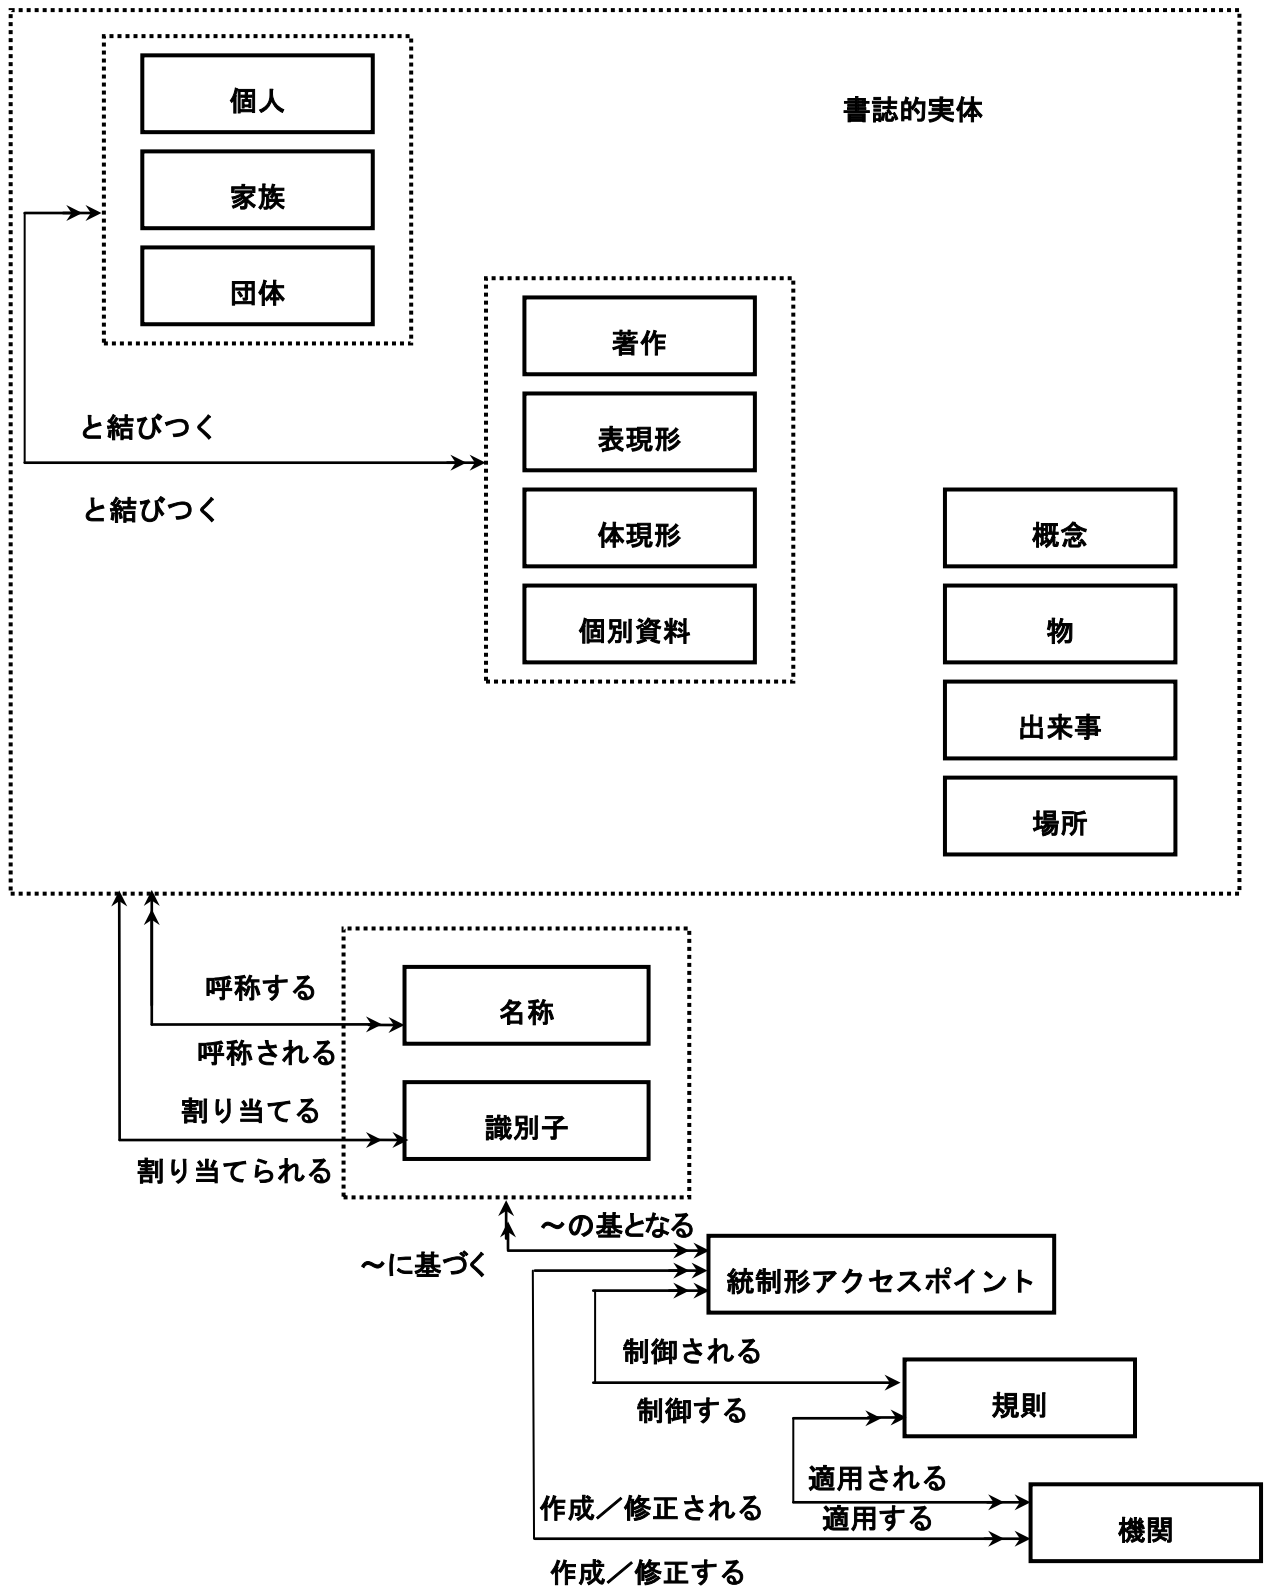 個人
書誌的実体
家族
団体
著作
と結びつく
表現形
と結びつく
体現形
概念
個別資料
物
出来事
場所
呼称する
名称
呼称される
割り当てる
識別子
割り当てられる
～の基となる
～に基づく
統制形アクセスポイント
制御される
制御する
規則
適用される
作成／修正される
適用する
機関
作成／修正する